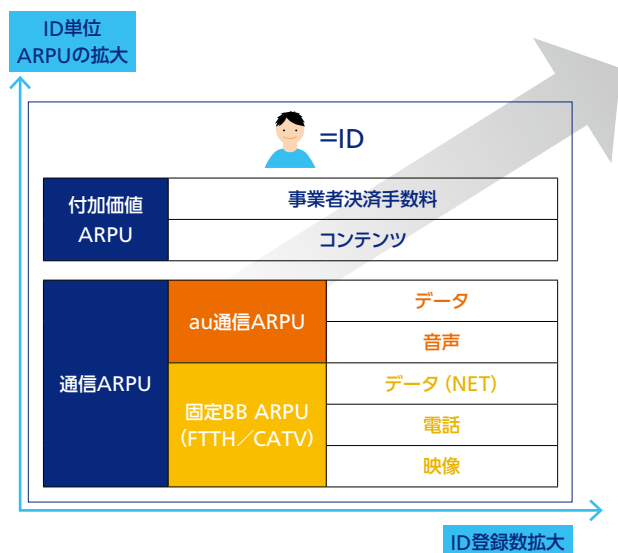 ID単位
ARPUの拡大
=ID
付加価値
ARPU
事業者決済手数料
コンテンツ
通信ARPU
au通信ARPU
データ
音声
固定BB ARPU
(FTTH/CATV)
データ (NET)
電話
映像
ID登録数拡大